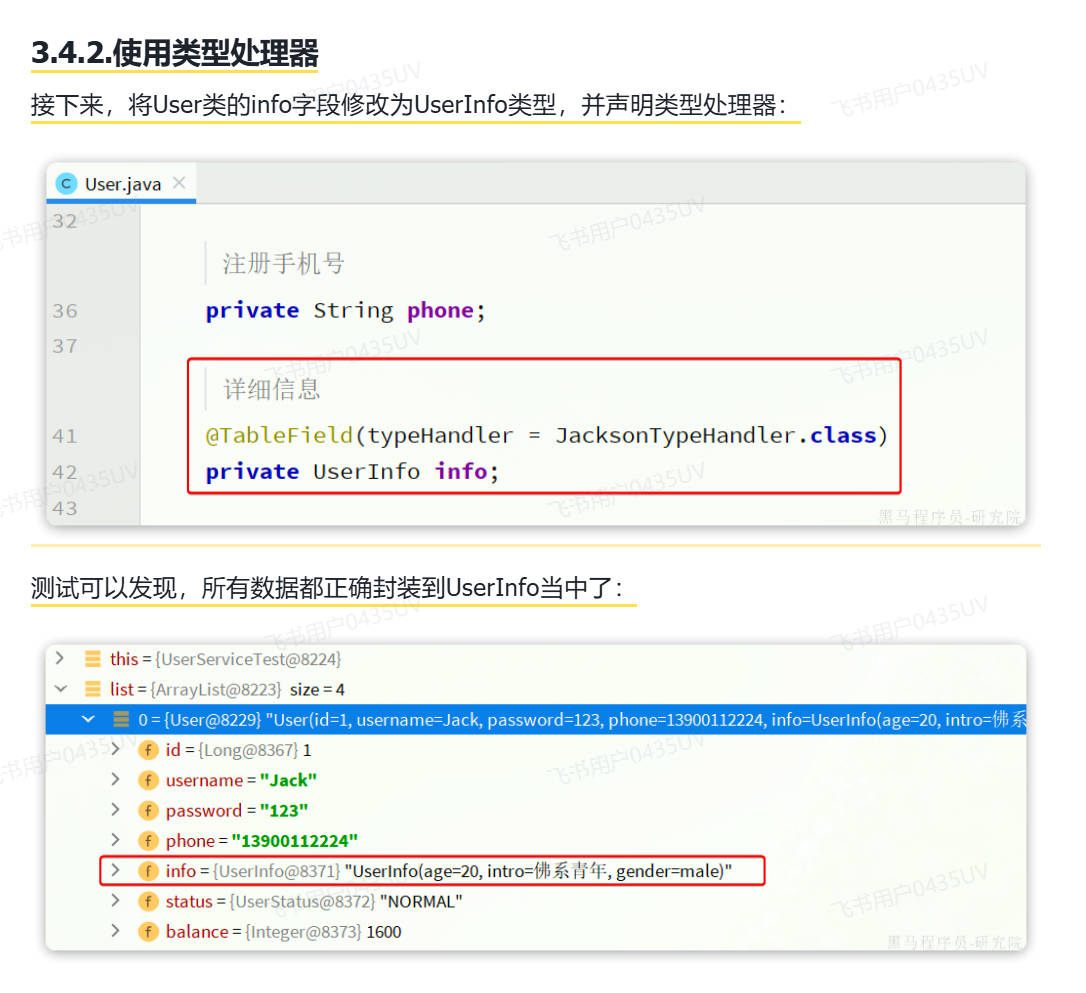 3.4.2.使用类型处理器
接下来，将User类的info字段修改为UserInfo类型，并声明类型处理器：
User.java
32
注册手机号
36 private String phone;
37
详细信息
41 @TableField(typeHandler = JacksonTypeHandler.class)
42 private UserInfo info;
43
黑马程序员-研究院
测试可以发现，所有数据都正确封装到UserInfo当中了：
this = {UserServiceTest@8224}
list = {ArrayList@8223} size = 4
0 = {User@8229} "User(id=1, username=Jack, password=123, phone=13900112224, info=UserInfo(age=20, intro=佛系
id = {Long@8367} 1
username = "Jack"
password = "123"
phone = "13900112224"
info = {UserInfo@8371} "UserInfo(age=20, intro=佛系青年, gender=male)"
status = {UserStatus@8372} "NORMAL"
balance = {Integer@8373} 1600
黑马程序员-研究院
飞书用户0435UV